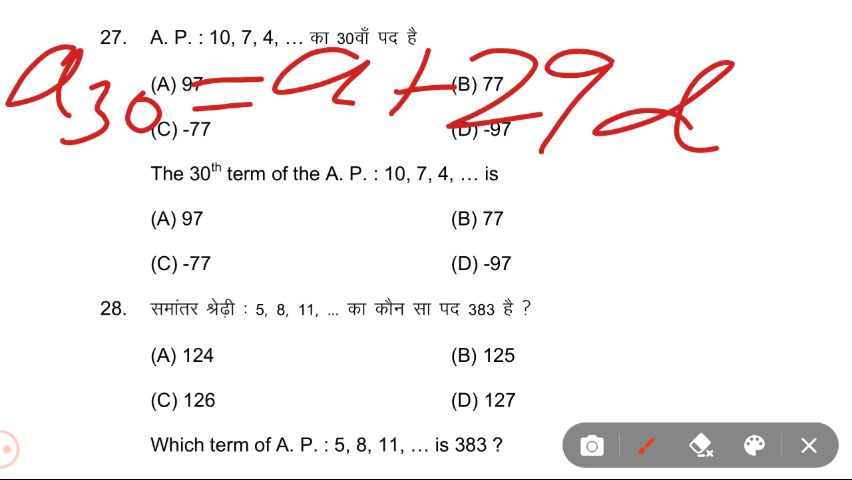 27. A. P. : 10, 7, 4, … का 30वाँ पद है
a30 = a + 29d
(A) 97 (B) 77
(C) -77 (D) -97
The 30th term of the A. P. : 10, 7, 4, … is
(A) 97 (B) 77
(C) -77 (D) -97
28. समांतर श्रेढ़ी : 5, 8, 11, ... का कौन सा पद 383 है ?
(A) 124 (B) 125
(C) 126 (D) 127
Which term of A. P. : 5, 8, 11, … is 383 ?